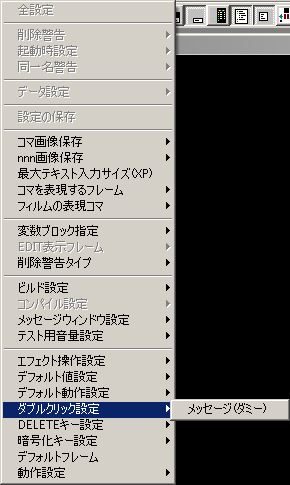 全設定
削除警告
起動時設定
同一名警告
データ設定
設定の保存
コマ画像保存
nnn画像保存
最大テキスト入力サイズ(XP)
コマを表現するフレーム
フィルムの表現コマ
変数ブロック指定
EDIT表示フレーム
削除警告タイプ
ビルド設定
コンパイル設定
メッセージウィンドウ設定
テスト用音量設定
エフェクト操作設定
デフォルト値設定
デフォルト動作設定
ダブルクリック設定
メッセージ(ダミー)
DELETEキー設定
暗号化キー設定
デフォルトフレーム
動作設定